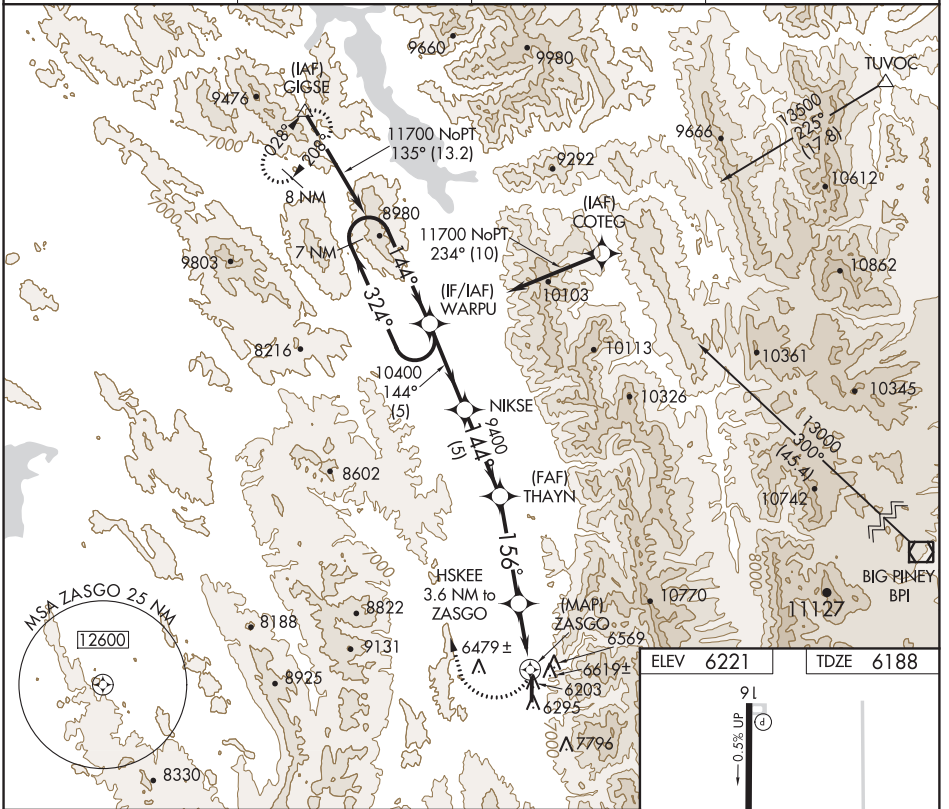 9660
9980
TUVOC
(IAF)
GIGSE
9476
13500
225°
(17.8)
9666
028°
208°
11700 NoPT
135° (13.2)
9292
10612
8 NM
(IAF)
COTEG
8980
7 NM
11700 NoPT
234° (10)
144°
9803
10862
10103
324°
(IF/IAF)
WARPU
8216
10113
10361
10400
144°
(5)
10345
10326
NIKSE
9400
144°
(5)
13000
300°
(45.4)
8602
(FAF)
THAYN
10742
156°
BIG PINEY
BPI
HSKEE
3.6 NM to
ZASGO
MSA ZASGO 25 NM
12600
8822
(MAP)
ZASGO
10770
11127
8188
9131
6479 ±
6569
6619±
8925
6203
6295
ELEV 6221
TDZE 6188
16
0.5% UP
P
7796
8330
7000